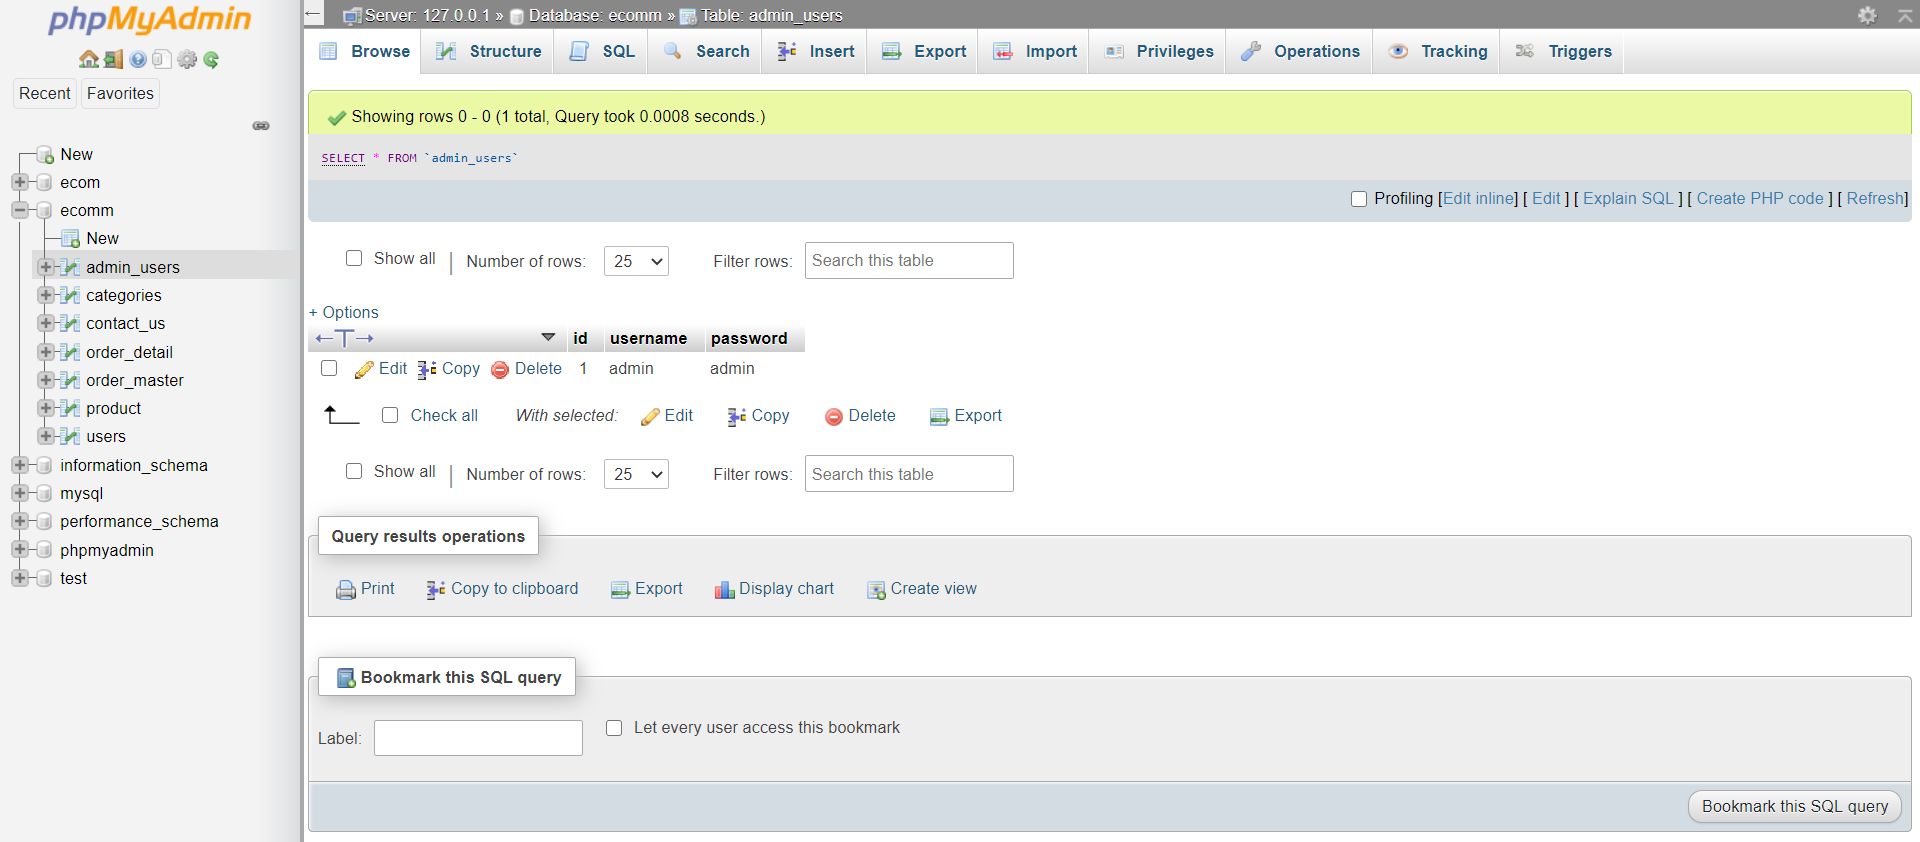 phpMyAdmin
Recent Favorites
New
ecom
ecomm
New
admin_users
categories
contact_us
order_detail
order_master
product
users
information_schema
mysql
performance_schema
phpmyadmin
test
Server: 127.0.0.1 » Database: ecomm » Table: admin_users
Browse Structure SQL Search Insert Export Import Privileges Operations Tracking Triggers
Showing rows 0 - 0 (1 total, Query took 0.0008 seconds.)
SELECT * FROM `admin_users`
Profiling [Edit inline] [ Edit ] [ Explain SQL ] [ Create PHP code ] [ Refresh]
Show all | Number of rows: 25 Filter rows: Search this table
+ Options
←T→ id username password
Edit Copy Delete 1 admin admin
Check all With selected: Edit Copy Delete Export
Show all | Number of rows: 25 Filter rows: Search this table
Query results operations
Print Copy to clipboard Export Display chart Create view
Bookmark this SQL query
Label: Let every user access this bookmark
Bookmark this SQL query